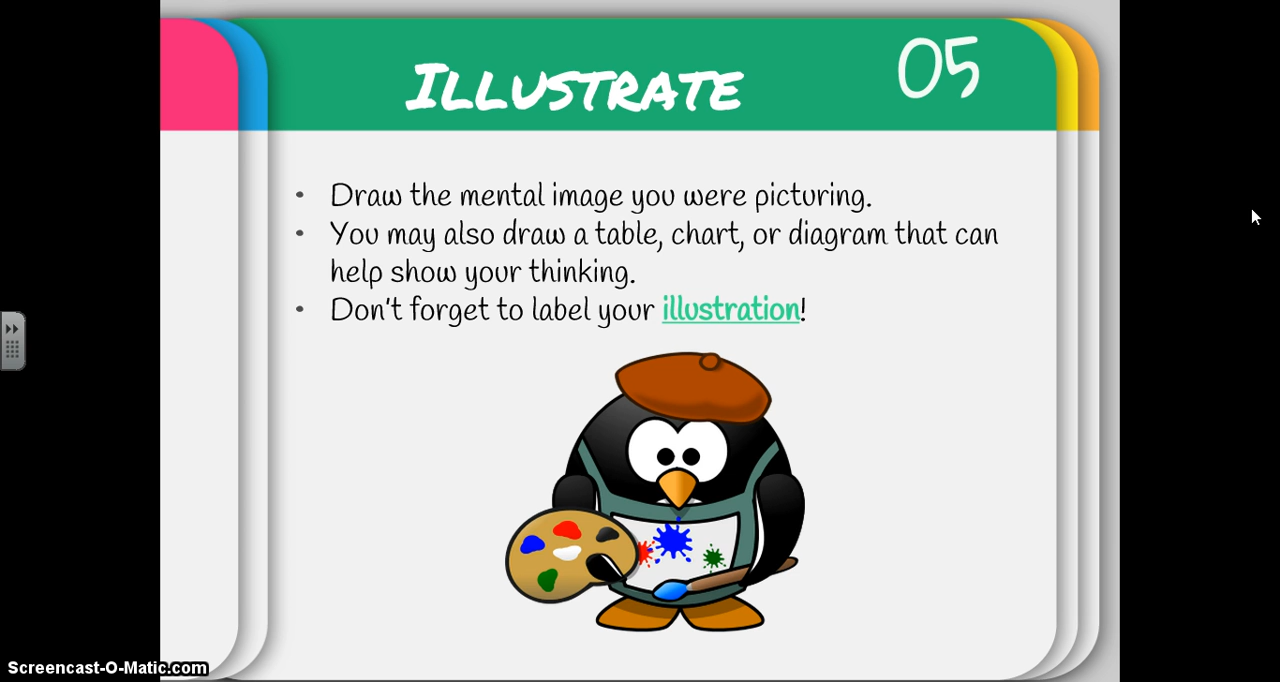 ILLUSTRATE
05
• Draw the mental image you were picturing.
• You may also draw a table, chart, or diagram that can
help show your thinking.
• Don't forget to label your illustration!
Screencast-O-Matic.com